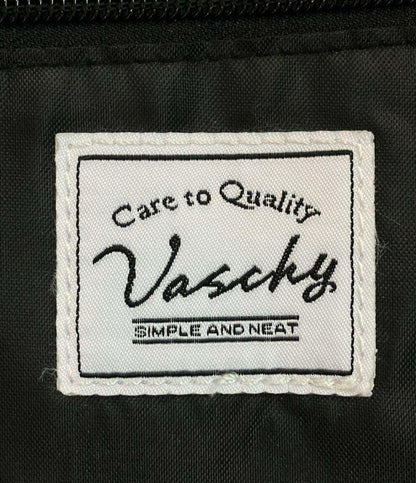 Care to Quality
Vaschy
SIMPLE AND NEAT